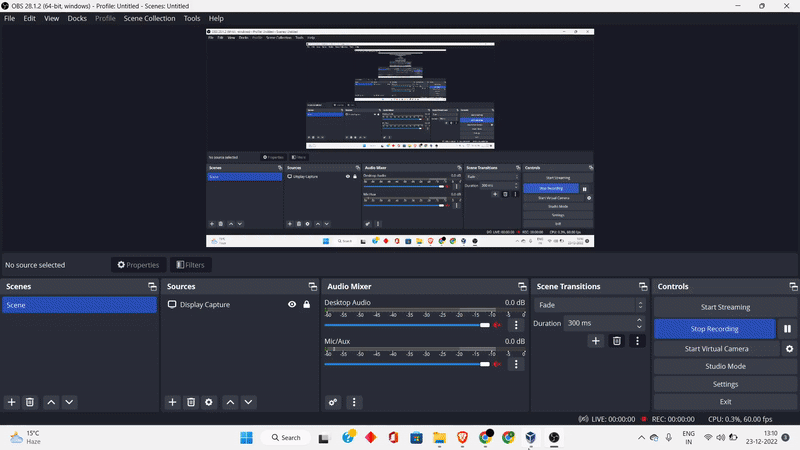 OBS 28.1.2 (64-bit, windows) - Profile: Untitled - Scenes: Untitled
File Edit View Docks Profile Scene Collection Tools Help
No source selected
Properties Filters
Scenes Sources Audio Mixer Scene Transitions Controls
Scene
Display Capture
Scene Transitions
Fade
Duration 300 ms
Desktop Audio 0.0 dB
-60 -55 -50 -45 -40 -35 -30 -25 -20 -15 -10 -5 0
Mic/Aux 0.0 dB
-60 -55 -50 -45 -40 -35 -30 -25 -20 -15 -10 -5 0
Start Streaming
Stop Recording
Start Virtual Camera
Studio Mode
Settings
Exit
LIVE: 00:00:00 REC: 00:00:00 CPU: 0.3%, 60.00 fps
15°C
Haze
Search
ENG
IN
13:10
23-12-2022